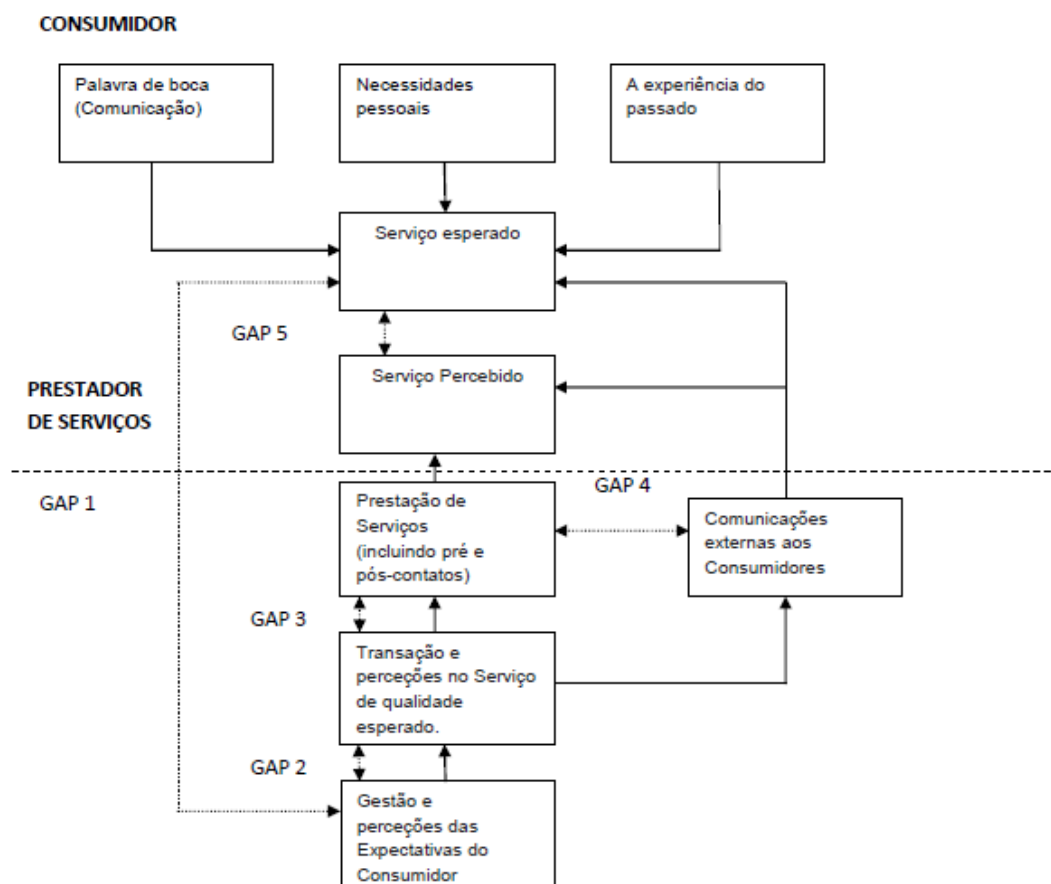 CONSUMIDOR
Palavra de boca
(Comunicação)
Necessidades
pessoais
A experiência do
passado
Serviço esperado
GAP 5
Serviço Percebido
PRESTADOR
DE SERVIÇOS
GAP 1
GAP 4
Prestação de
Serviços
(incluindo pré e
pós-contatos)
Comunicações
externas aos
Consumidores
GAP 3
Transação e
perceções no Serviço
de qualidade
esperado.
GAP 2
Gestão e
perceções das
Expectativas do
Consumidor